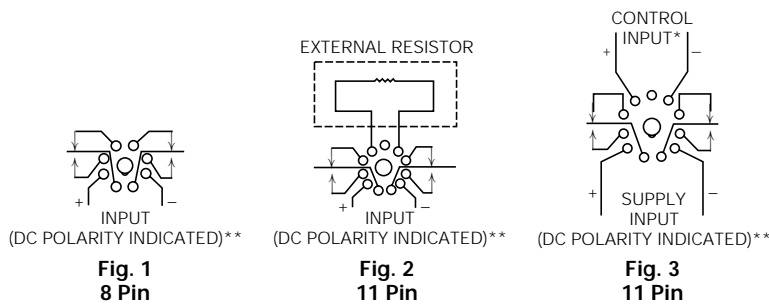 CONTROL
INPUT*
+ −
EXTERNAL RESISTOR
+ −
INPUT
(DC POLARITY INDICATED)**
Fig. 1
8 Pin
+ −
INPUT
(DC POLARITY INDICATED)**
Fig. 2
11 Pin
+ −
SUPPLY
INPUT
(DC POLARITY INDICATED)**
Fig. 3
11 Pin